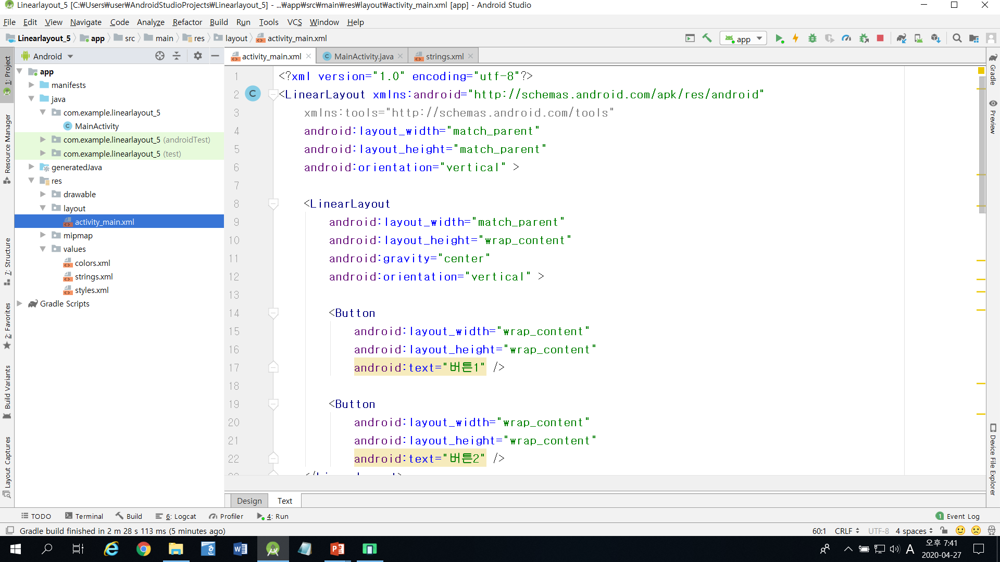 Linearlayout_5 [C:₩Users₩user₩AndroidStudioProjects₩Linearlayout_5] - ...₩app₩src₩main₩res₩layout₩activity_main.xml [app] - Android Studio
File Edit View Navigate Code Analyze Refactor Build Run Tools VCS Window Help
Linearlayout_5 app src main res layout activity_main.xml
app
Android
activity_main.xml MainActivity.java strings.xml
1: Project
Resource Manager
7: Structure
2: Favorites
Build Variants
Layout Captures
app
manifests
java
com.example.linearlayout_5
MainActivity
com.example.linearlayout_5 (androidTest)
com.example.linearlayout_5 (test)
generatedJava
res
drawable
layout
activity_main.xml
mipmap
values
colors.xml
strings.xml
styles.xml
Gradle Scripts
1 <?xml version="1.0" encoding="utf-8"?>
2 C <LinearLayout xmlns:android="http://schemas.android.com/apk/res/android"
3 xmlns:tools="http://schemas.android.com/tools"
4 android:layout_width="match_parent"
5 android:layout_height="match_parent"
6 android:orientation="vertical" >
7
8 <LinearLayout
9 android:layout_width="match_parent"
10 android:layout_height="wrap_content"
11 android:gravity="center"
12 android:orientation="vertical" >
13
14 <Button
15 android:layout_width="wrap_content"
16 android:layout_height="wrap_content"
17 android:text="버튼1" />
18
19 <Button
20 android:layout_width="wrap_content"
21 android:layout_height="wrap_content"
22 android:text="버튼2" />
Gradle
Preview
Device File Explorer
Design Text
TODO Terminal Build 6: Logcat Profiler 4: Run 1 Event Log
Gradle build finished in 2 m 28 s 113 ms (5 minutes ago) 60:1 CRLF UTF-8 4 spaces
A 오후 7:41
2020-04-27